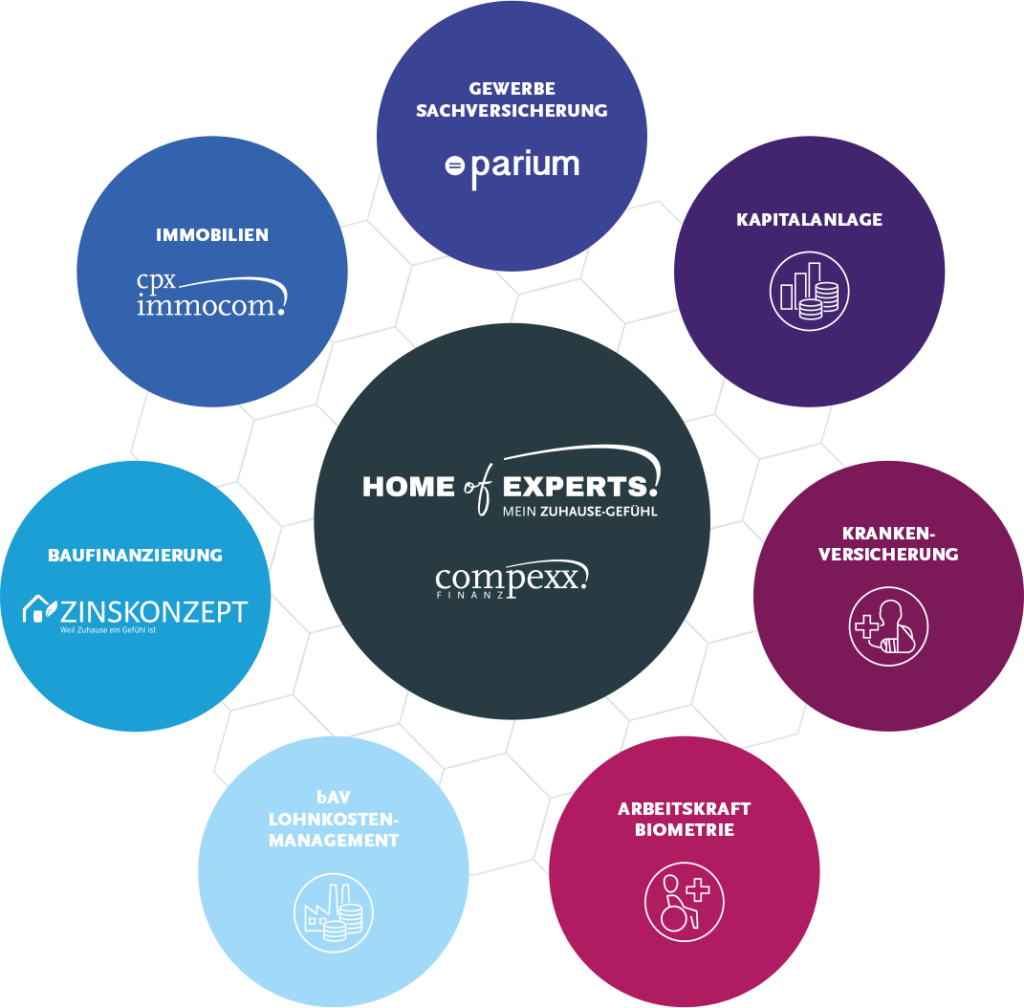 GEWERBE
SACHVERSICHERUNG
parium
KAPITALANLAGE
IMMOBILIEN
cpx
immocom.
HOME of EXPERTS.
MEIN ZUHAUSE-GEFÜHL
compexx.
FINANZ
KRANKEN-
VERSICHERUNG
BAUFINANZIERUNG
ZINSKONZEPT
Weil Zuhause ein Gefühl ist
bAV
LOHNKOSTEN-
MANAGEMENT
ARBEITSKRAFT
BIOMETRIE